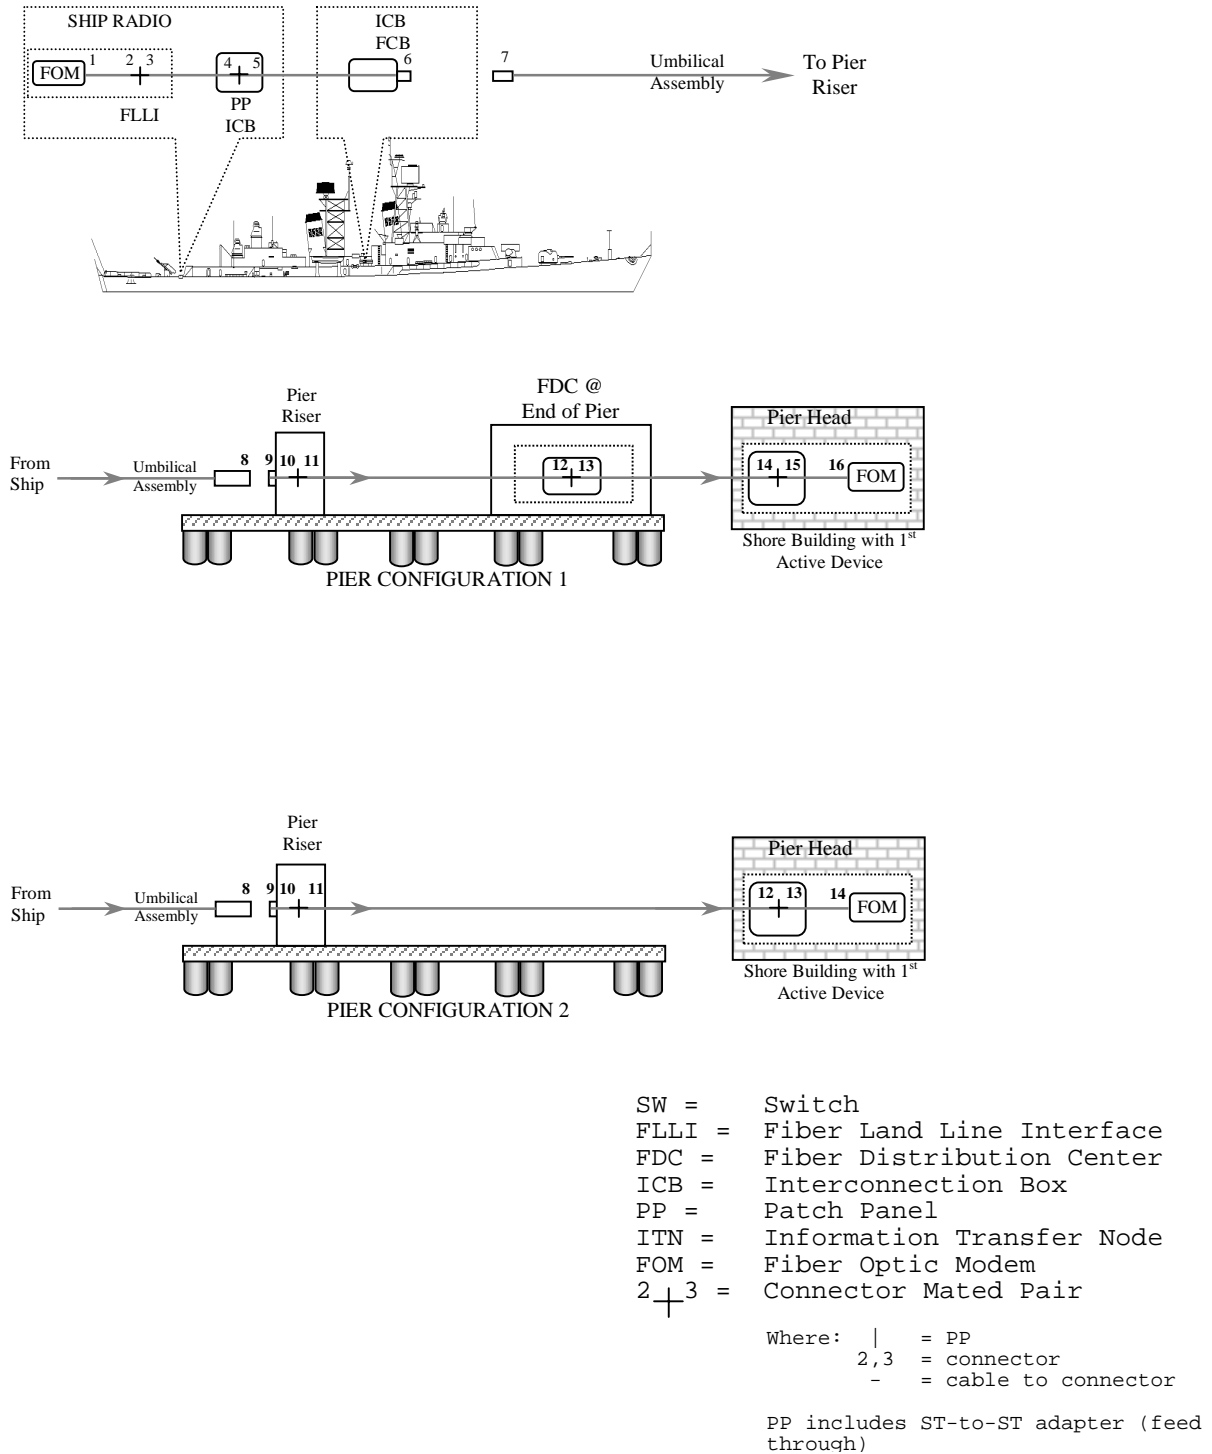 SHIP RADIO
ICB
FCB
FOM
1
2
3
4
5
6
7
FLLI
PP
ICB
Umbilical
Assembly
To Pier
Riser
From
Ship
Umbilical
Assembly
8
9
10
11
Pier
Riser
FDC @
End of Pier
12
13
Pier Head
14
15
16
FOM
Shore Building with 1st
Active Device
PIER CONFIGURATION 1
From
Ship
Umbilical
Assembly
8
9
10
11
Pier
Riser
Pier Head
12
13
14
FOM
Shore Building with 1st
Active Device
PIER CONFIGURATION 2
SW = Switch
FLLI = Fiber Land Line Interface
FDC = Fiber Distribution Center
ICB = Interconnection Box
PP = Patch Panel
ITN = Information Transfer Node
FOM = Fiber Optic Modem
2 + 3 = Connector Mated Pair
Where: | = PP
2,3 = connector
- = cable to connector
PP includes ST-to-ST adapter (feed
through)